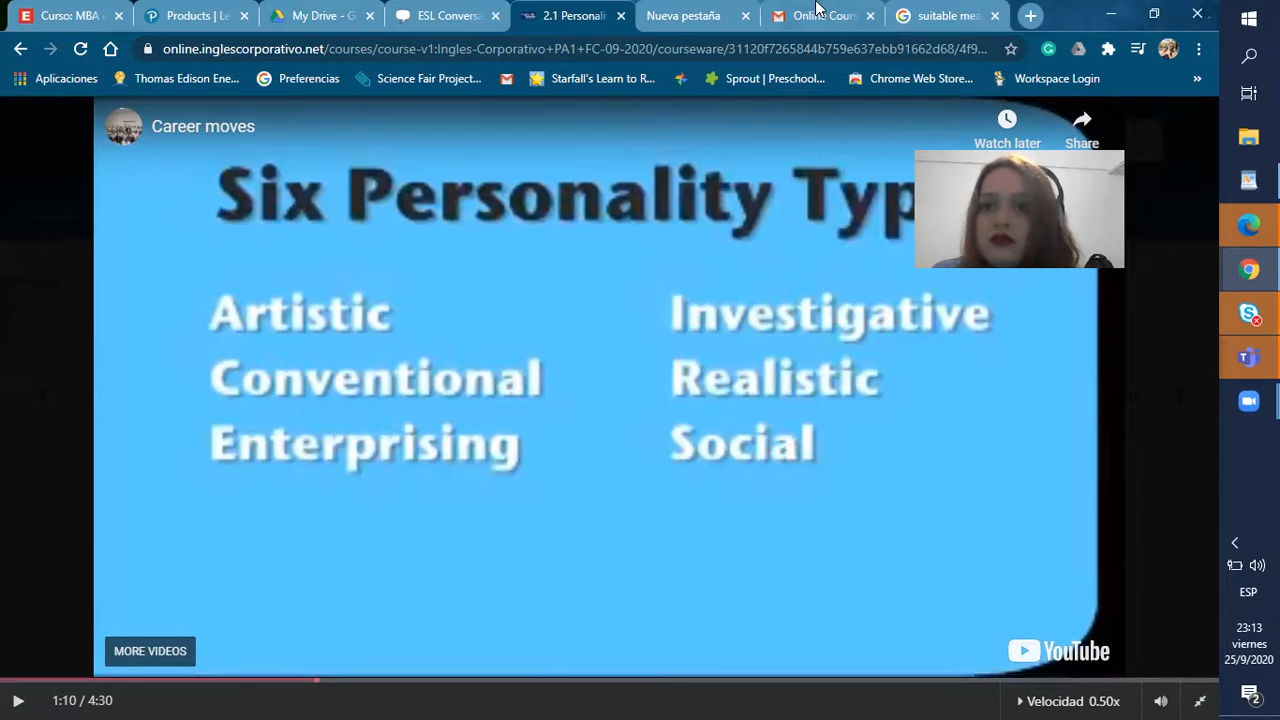 Curso: MBA
Products | Le
My Drive - G
ESL Conversa
2.1 Personali
Nueva pestaña
Online Cours
suitable mea
online.inglescorporativo.net/courses/course-v1:Ingles-Corporativo+PA1+FC-09-2020/courseware/31120f7265844b759e637ebb91662d68/4f9...
Aplicaciones
Thomas Edison Ene...
Preferencias
Science Fair Project...
Starfall's Learn to R...
Sprout | Preschool...
Chrome Web Store...
Workspace Login
»
Career moves
Watch later
Share
Six Personality Typ
Artistic
Investigative
Conventional
Realistic
Enterprising
Social
MORE VIDEOS
YouTube
1:10 / 4:30
Velocidad 0.50x
ESP
23:13
viernes
25/9/2020
2